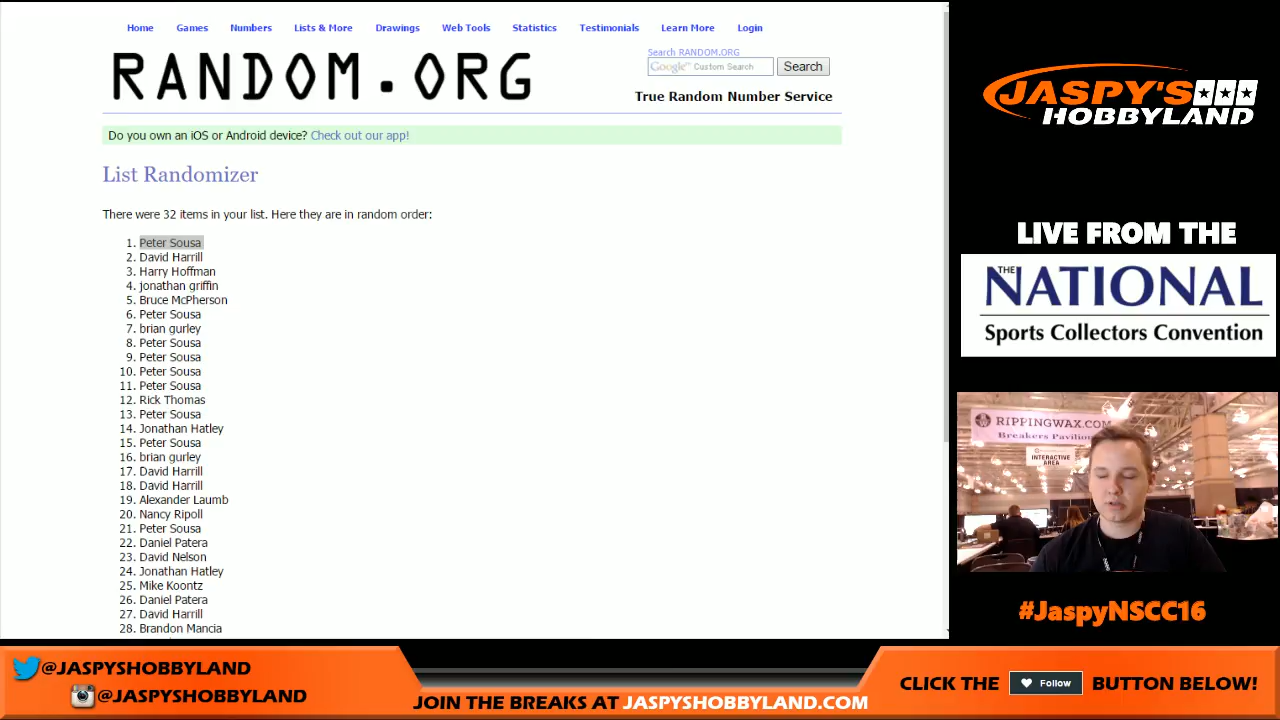 Home Games Numbers Lists & More Drawings Web Tools Statistics Testimonials Learn More Login
RANDOM.ORG
Search RANDOM.ORG
Google™ Custom Search Search
True Random Number Service
Do you own an iOS or Android device? Check out our app!
List Randomizer
There were 32 items in your list. Here they are in random order:
1. Peter Sousa
2. David Harrill
3. Harry Hoffman
4. jonathan griffin
5. Bruce McPherson
6. Peter Sousa
7. brian gurley
8. Peter Sousa
9. Peter Sousa
10. Peter Sousa
11. Peter Sousa
12. Rick Thomas
13. Peter Sousa
14. Jonathan Hatley
15. Peter Sousa
16. brian gurley
17. David Harrill
18. David Harrill
19. Alexander Laumb
20. Nancy Ripoll
21. Peter Sousa
22. Daniel Patera
23. David Nelson
24. Jonathan Hatley
25. Mike Koontz
26. Daniel Patera
27. David Harrill
28. Brandon Mancia
JASPY'S
HOBBYLAND
LIVE FROM THE
THE NATIONAL
Sports Collectors Convention
RIPPINGWAX.COM
Breakers Pavilion
INTERACTIVE
AREA
#JaspyNSCC16
@JASPYSHOBBYLAND
@JASPYSHOBBYLAND
JOIN THE BREAKS AT JASPYSHOBBYLAND.COM
CLICK THE Follow BUTTON BELOW!